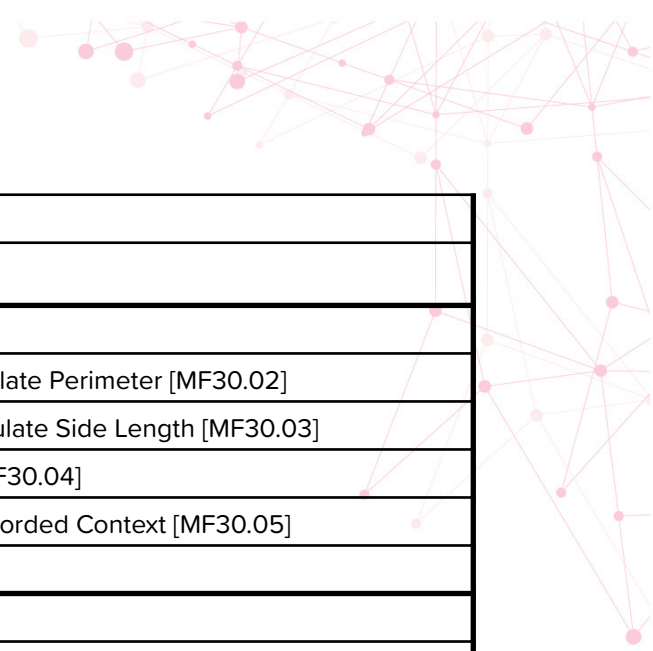 late Perimeter [MF30.02]
ulate Side Length [MF30.03]
F30.04]
orded Context [MF30.05]